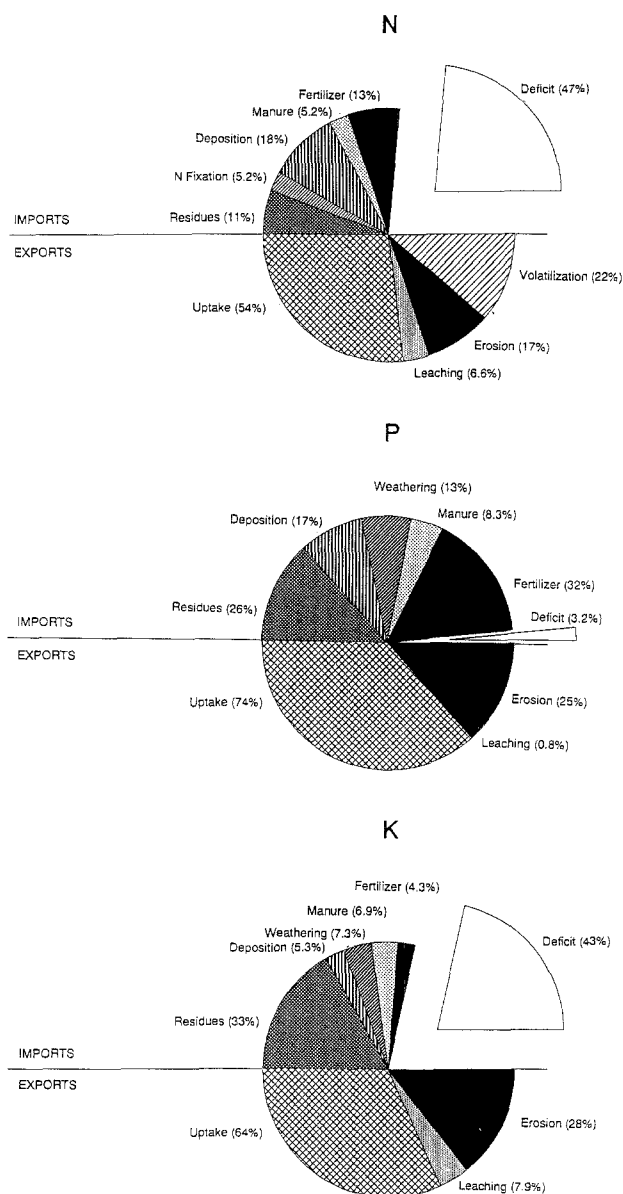 N
Deficit (47%)
Fertilizer (13%)
Manure (5.2%)
Deposition (18%)
N Fixation (5.2%)
Residues (11%)
IMPORTS
EXPORTS
Volatilization (22%)
Uptake (54%)
Erosion (17%)
Leaching (6.6%)
P
Weathering (13%)
Manure (8.3%)
Deposition (17%)
Fertilizer (32%)
Residues (26%)
Deficit (3.2%)
IMPORTS
EXPORTS
Uptake (74%)
Erosion (25%)
Leaching (0.8%)
K
Fertilizer (4.3%)
Manure (6.9%)
Weathering (7.3%)
Deposition (5.3%)
Deficit (43%)
Residues (33%)
IMPORTS
EXPORTS
Uptake (64%)
Erosion (28%)
Leaching (7.9%)